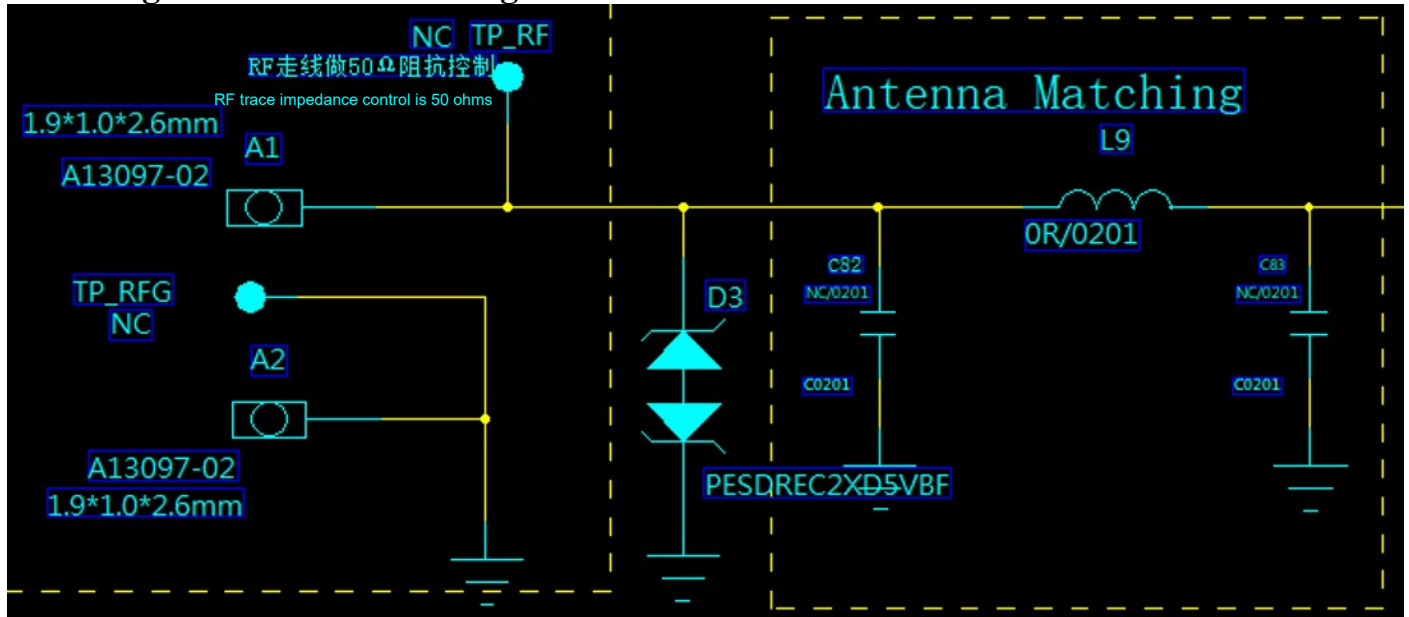 NC TP_RF
RF走线做50Ω阻抗控制
RF trace impedance control is 50 ohms
1.9*1.0*2.6mm
A1
A13097-02
TP_RFG
NC
A2
A13097-02
1.9*1.0*2.6mm
D3
PESDREC2XD5VBF
Antenna Matching
L9
0R/0201
C82
NC/0201
C0201
C83
NC/0201
C0201